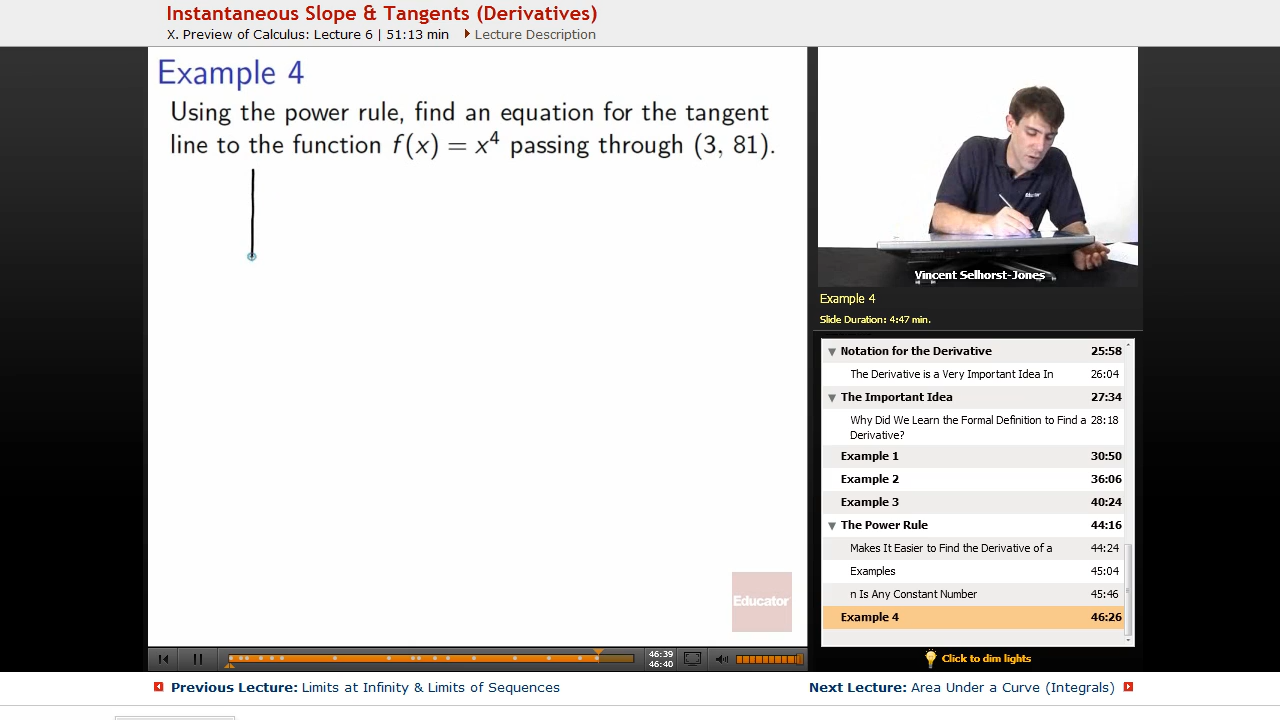 Instantaneous Slope & Tangents (Derivatives)
X. Preview of Calculus: Lecture 6 | 51:13 min Lecture Description
Example 4
Using the power rule, find an equation for the tangent
line to the function f(x) = x⁴ passing through (3, 81).
Educator
Vincent Selhorst-Jones
Example 4
Slide Duration: 4:47 min.
Notation for the Derivative 25:58
The Derivative is a Very Important Idea In 26:04
The Important Idea 27:34
Why Did We Learn the Formal Definition to Find a 28:18
Derivative?
Example 1 30:50
Example 2 36:06
Example 3 40:24
The Power Rule 44:16
Makes It Easier to Find the Derivative of a 44:24
Examples 45:04
n Is Any Constant Number 45:46
Example 4 46:26
Educator
46:39
46:40
Click to dim lights
Previous Lecture: Limits at Infinity & Limits of Sequences
Next Lecture: Area Under a Curve (Integrals)